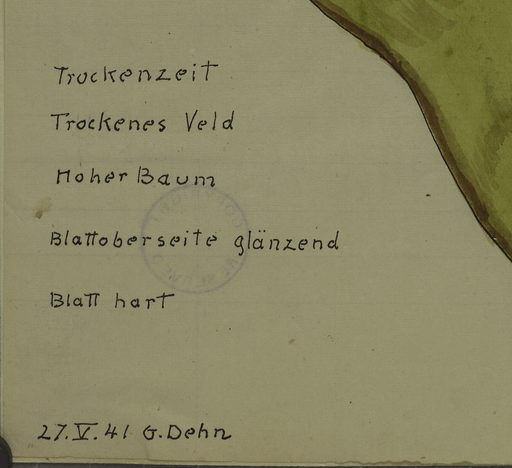 Trockenzeit
Trockenes Veld
Hoher Baum
Blattoberseite glänzend
Blatt hart
27.V.41 G.Dehn